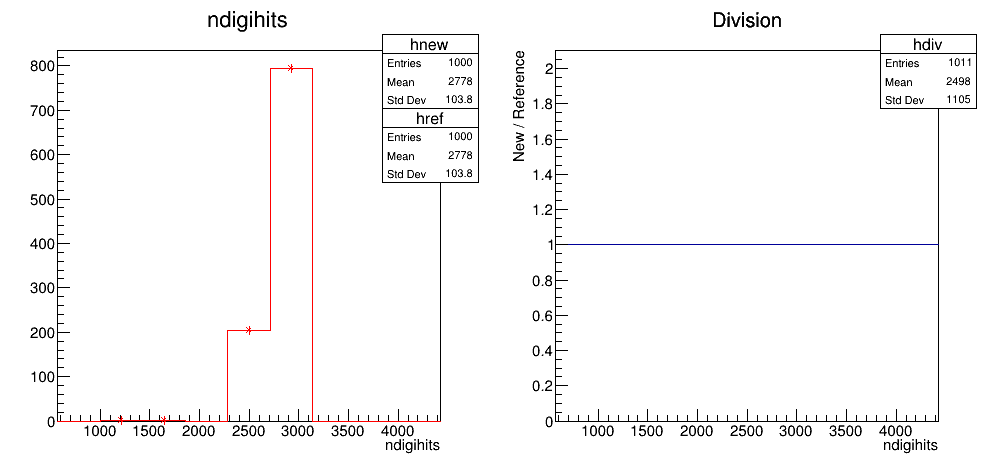 ndigihits
hnew
Entries 1000
Mean 2778
Std Dev 103.8
href
Entries 1000
Mean 2778
Std Dev 103.8
800
700
600
500
400
300
200
100
0
1000 1500 2000 2500 3000 3500 4000
ndigihits
Division
hdiv
Entries 1011
Mean 2498
Std Dev 1105
New / Reference
2
1.8
1.6
1.4
1.2
1
0.8
0.6
0.4
0.2
0
1000 1500 2000 2500 3000 3500 4000
ndigihits